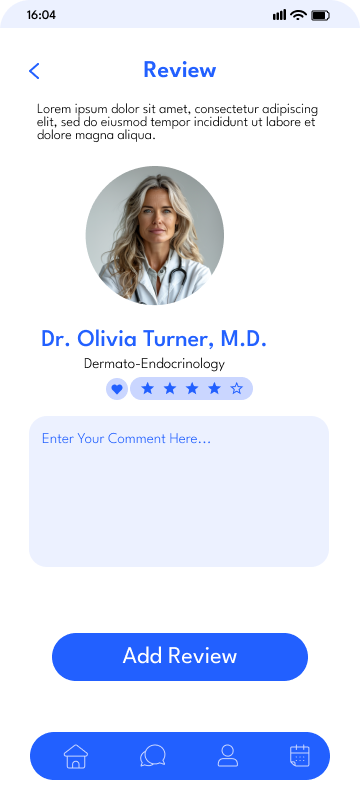 16:04
Review
Lorem ipsum dolor sit amet, consectetur adipiscing
elit, sed do eiusmod tempor incididunt ut labore et
dolore magna aliqua.
Dr. Olivia Turner, M.D.
Dermato-Endocrinology
Enter Your Comment Here...
Add Review